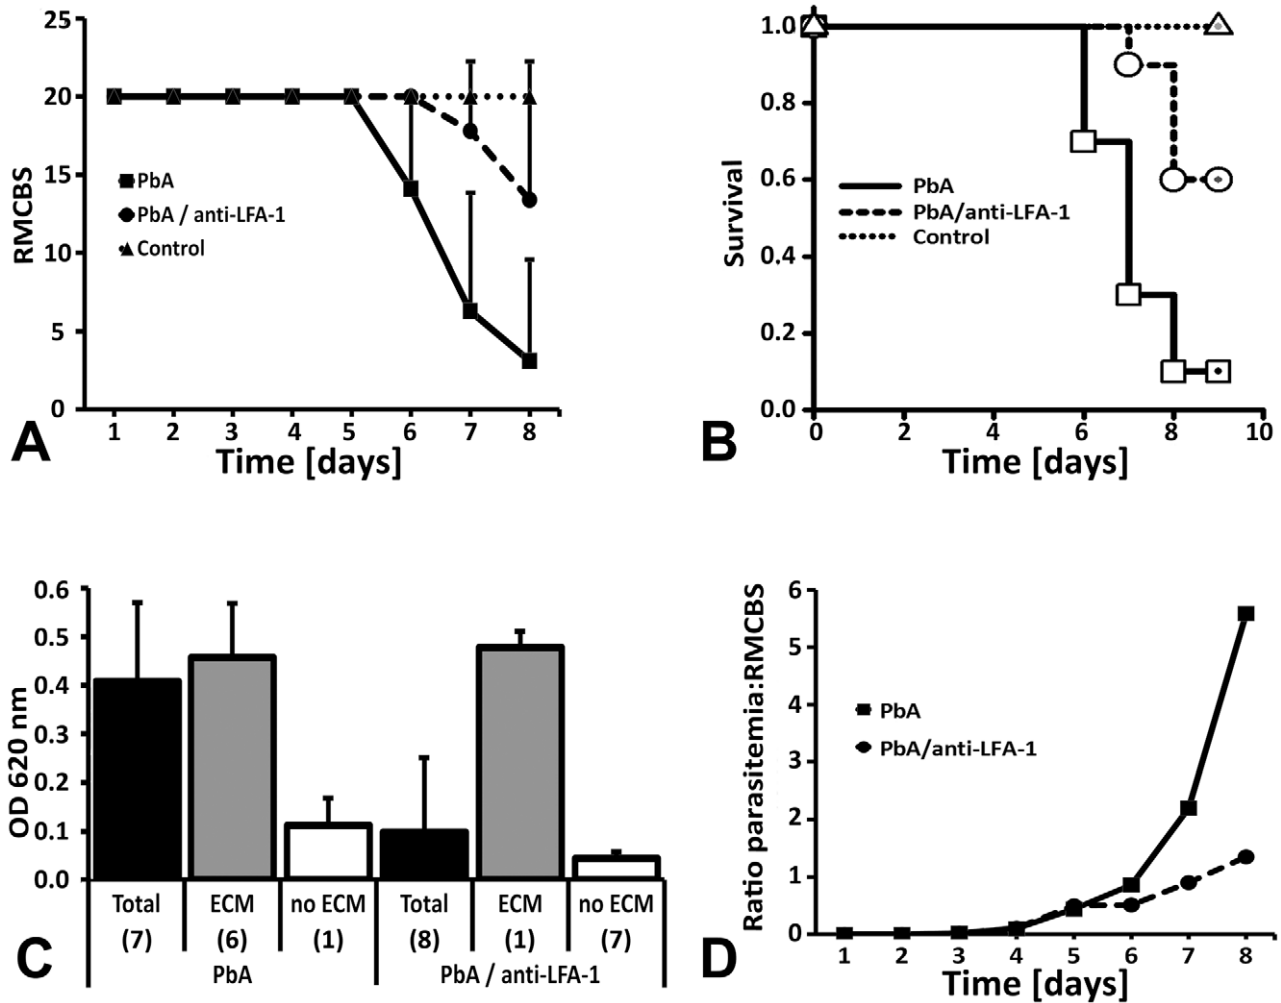 25
20
15
10
5
0
RMCBS
PbA
PbA / anti-LFA-1
Control
1 2 3 4 5 6 7 8
Time [days]
A
1.0
0.8
0.6
0.4
0.2
0.0
Survival
PbA
PbA/anti-LFA-1
Control
0 2 4 6 8 10
Time [days]
B
0.6
0.5
0.4
0.3
0.2
0.1
0.0
OD 620 nm
Total ECM no ECM Total ECM no ECM
(7) (6) (1) (8) (1) (7)
PbA PbA / anti-LFA-1
C
6
5
4
3
2
1
0
Ratio parasitemia:RMCBS
PbA
PbA/anti-LFA-1
1 2 3 4 5 6 7 8
Time [days]
D